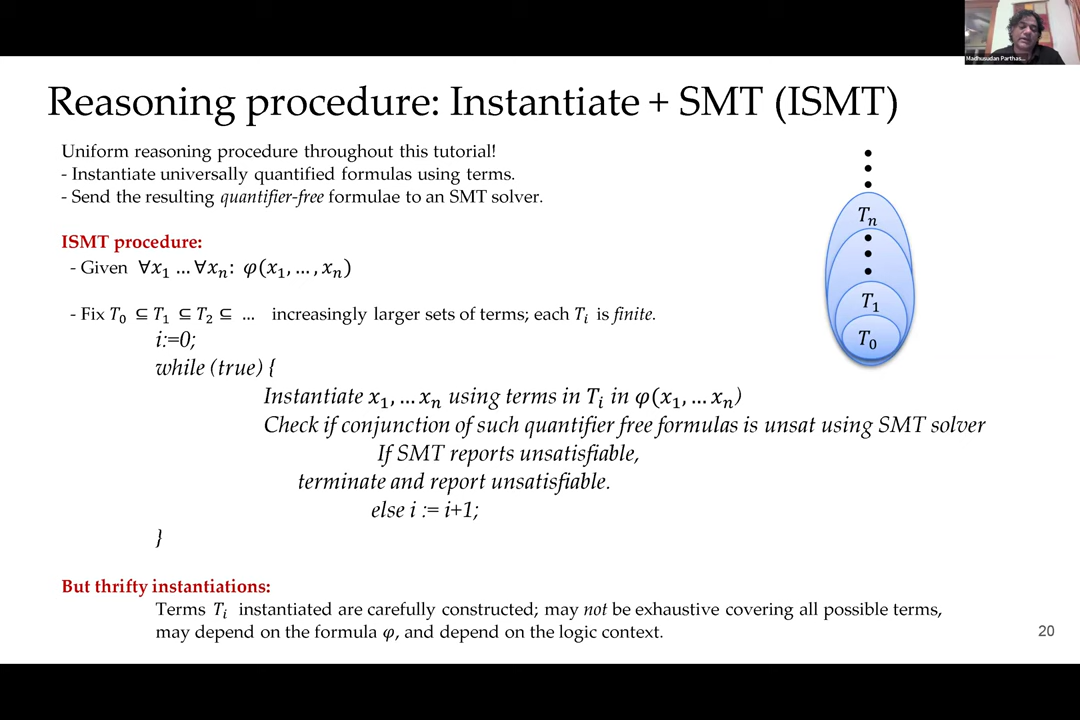 Madhusudan Parthas...
Reasoning procedure: Instantiate + SMT (ISMT)
Uniform reasoning procedure throughout this tutorial!
- Instantiate universally quantified formulas using terms.
- Send the resulting quantifier-free formulae to an SMT solver.
ISMT procedure:
- Given ∀x₁ … ∀xₙ: φ(x₁, … , xₙ)
- Fix T₀ ⊆ T₁ ⊆ T₂ ⊆ … increasingly larger sets of terms; each Tᵢ is finite.
i:=0;
while (true) {
Instantiate x₁, … xₙ using terms in Tᵢ in φ(x₁, … xₙ)
Check if conjunction of such quantifier free formulas is unsat using SMT solver
If SMT reports unsatisfiable,
terminate and report unsatisfiable.
else i := i+1;
}
Tₙ
T₁
T₀
But thrifty instantiations:
Terms Tᵢ instantiated are carefully constructed; may not be exhaustive covering all possible terms,
may depend on the formula φ, and depend on the logic context.
20